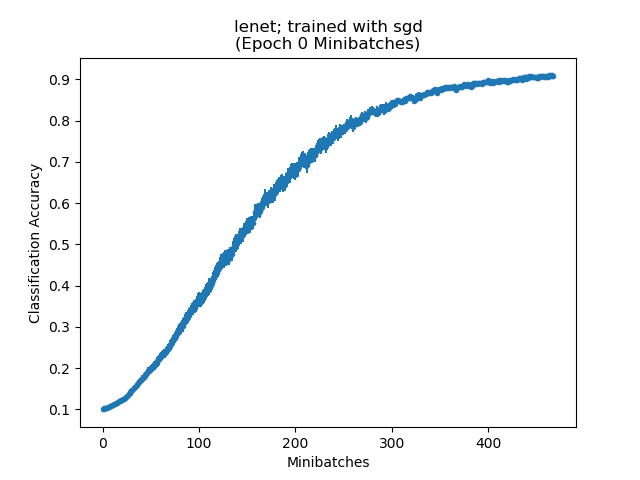 lenet; trained with sgd
(Epoch 0 Minibatches)
0.9
0.8
0.7
0.6
0.5
0.4
0.3
0.2
0.1
Classification Accuracy
0 100 200 300 400
Minibatches